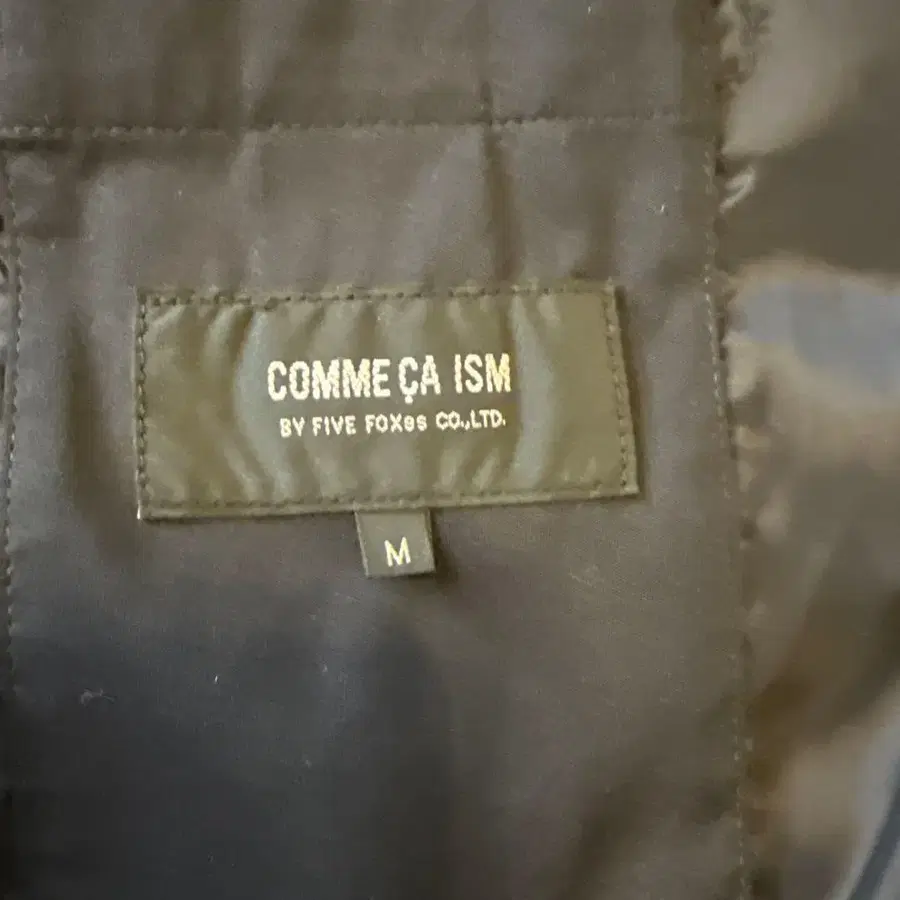 COMME ÇA ISM
BY FIVE FOXes CO.,LTD.
M